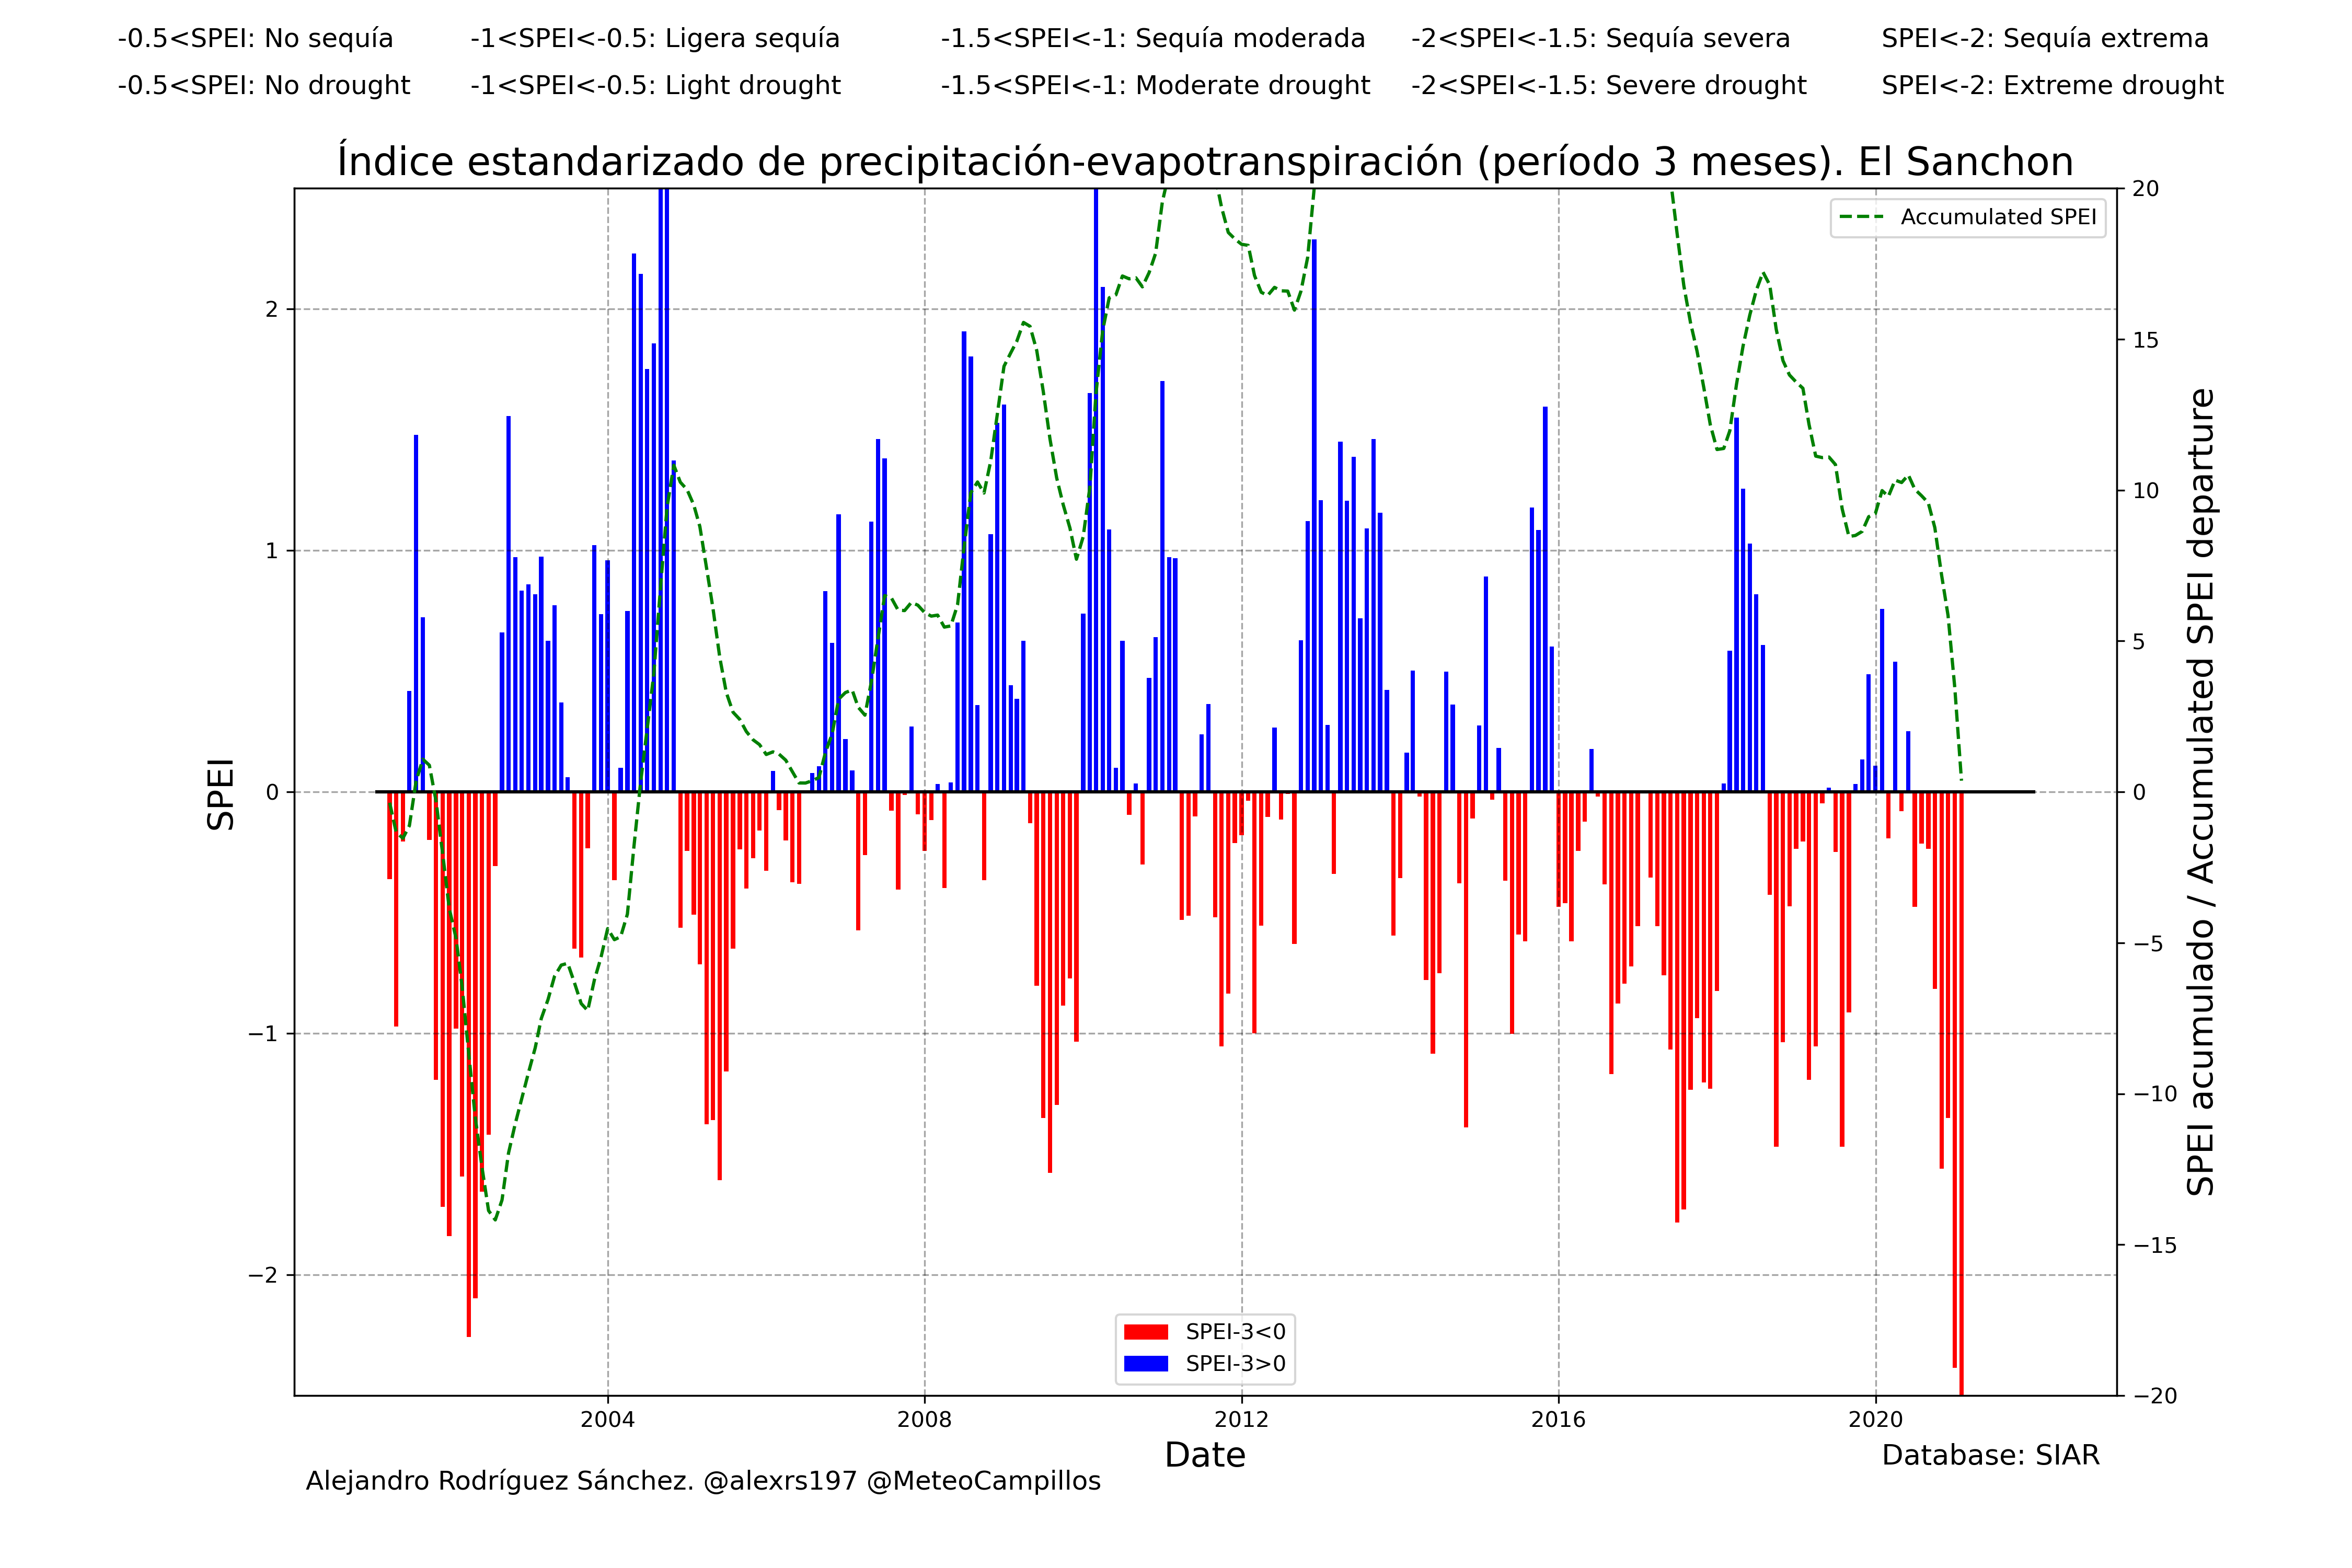 -0.5<SPEI: No sequía -1<SPEI<-0.5: Ligera sequía -1.5<SPEI<-1: Sequía moderada -2<SPEI<-1.5: Sequía severa SPEI<-2: Sequía extrema
-0.5<SPEI: No drought -1<SPEI<-0.5: Light drought -1.5<SPEI<-1: Moderate drought -2<SPEI<-1.5: Severe drought SPEI<-2: Extreme drought
Índice estandarizado de precipitación-evapotranspiración (período 3 meses). El Sanchon
Accumulated SPEI
SPEI
2
1
0
−1
−2
20
15
10
5
0
−5
−10
−15
−20
SPEI acumulado / Accumulated SPEI departure
SPEI-3<0
SPEI-3>0
2004 2008 2012 2016 2020
Date
Database: SIAR
Alejandro Rodríguez Sánchez. @alexrs197 @MeteoCampillos